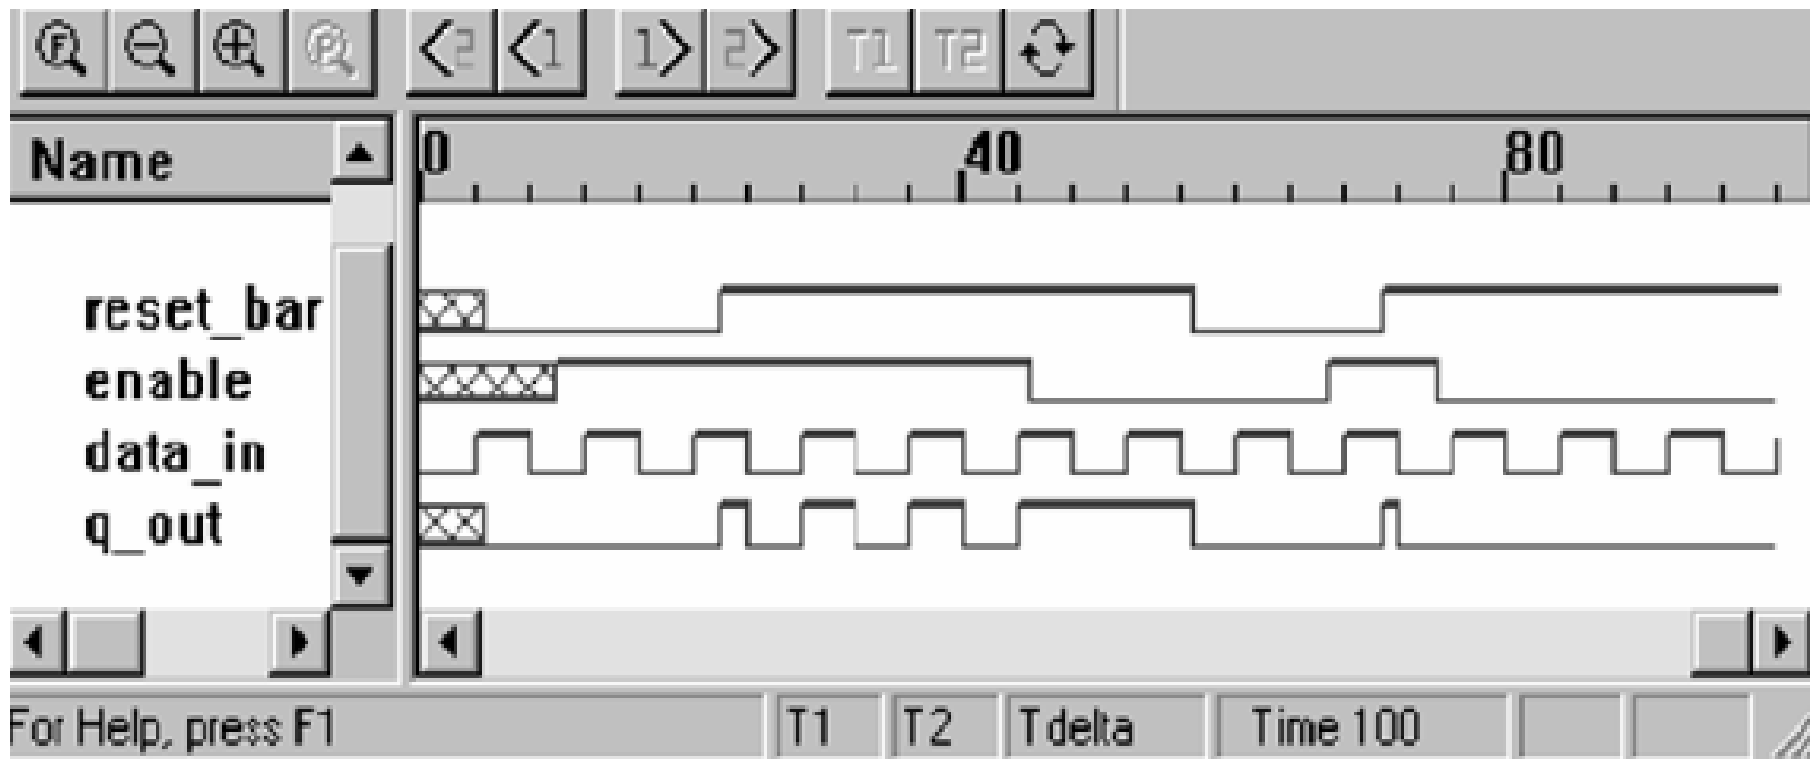 F P <2 <1 1> 2> T1 T2
Name 0 40 80
reset_bar
enable
data_in
q_out
For Help, press F1 T1 T2 Tdelta Time 100